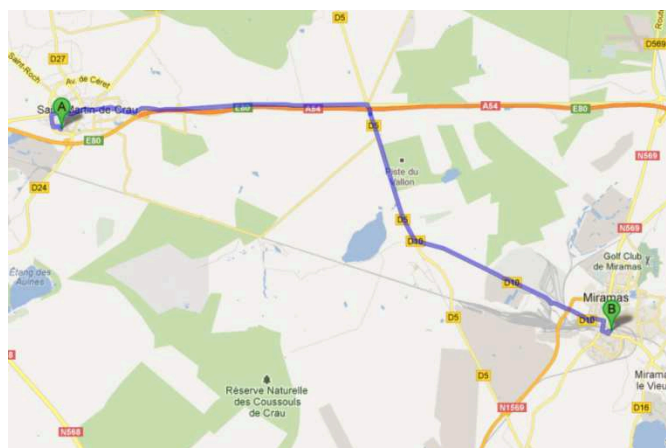 D5
D569
Rout
D27
Saint-Roch
Av. de Céret
A
Saint-Martin-de-Crau
E80
A54
A54
E80
D5
E80
N569
Piste du
Vallon
D24
D5
N569
D10
Golf Club
de Miramas
Étang des
Aulnes
D10
Miramas
B
D10
D5
Réserve Naturelle
des Coussouls
de Crau
D5
Miramas
le Vieux
N1569
D16
N568